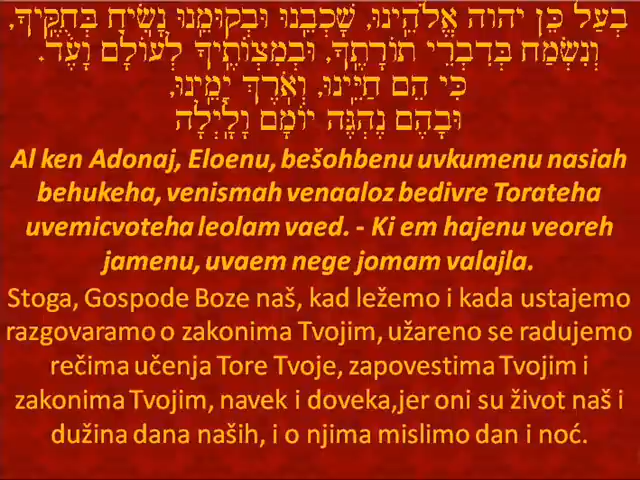 בְעַל כֵּן יהוה אֱלֹהֵינוּ, שָׁכְבֵנוּ וּבְקוּמֵנוּ נָשִׂיחַ בְּחֻקֶּיךָ,
וְנִשְׂמַח בְּדִבְרֵי תוֹרָתֶךָ, וּבְמִצְוֹתֶיךָ לְעוֹלָם וָעֶד.
כִּי הֵם חַיֵּינוּ, וְאֹרֶךְ יָמֵינוּ,
וּבָהֶם נֶהְגֶּה יוֹמָם וָלָיְלָה
Al ken Adonaj, Eloenu, bešohbenu uvkumenu nasiah
behukeha, venismah venaaloz bedivre Torateha
uvemicvoteha leolam vaed. - Ki em hajenu veoreh
jamenu, uvaem nege jomam valajla.
Stoga, Gospode Boze naš, kad ležemo i kada ustajemo
razgovaramo o zakonima Tvojim, užareno se radujemo
rečima učenja Tore Tvoje, zapovestima Tvojim i
zakonima Tvojim, navek i doveka,jer oni su život naš i
dužina dana naših, i o njima mislimo dan i noć.